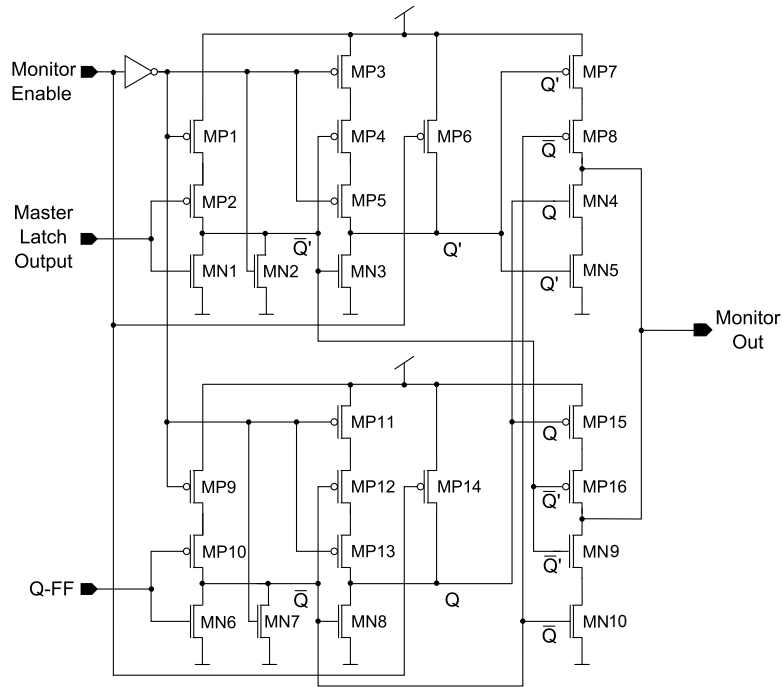 Monitor
Enable
MP3
MP7
Q'
MP1
MP4
MP6
MP8
Q̅
Master
Latch
Output
MP2
MP5
MN4
Q
Q̅'
Q'
MN1
MN2
MN3
MN5
Q'
Monitor
Out
MP11
MP15
Q
MP9
MP12
MP14
MP16
Q̅'
MP10
MP13
MN9
Q̅'
Q-FF
Q̅
Q
MN6
MN7
MN8
MN10
Q̅